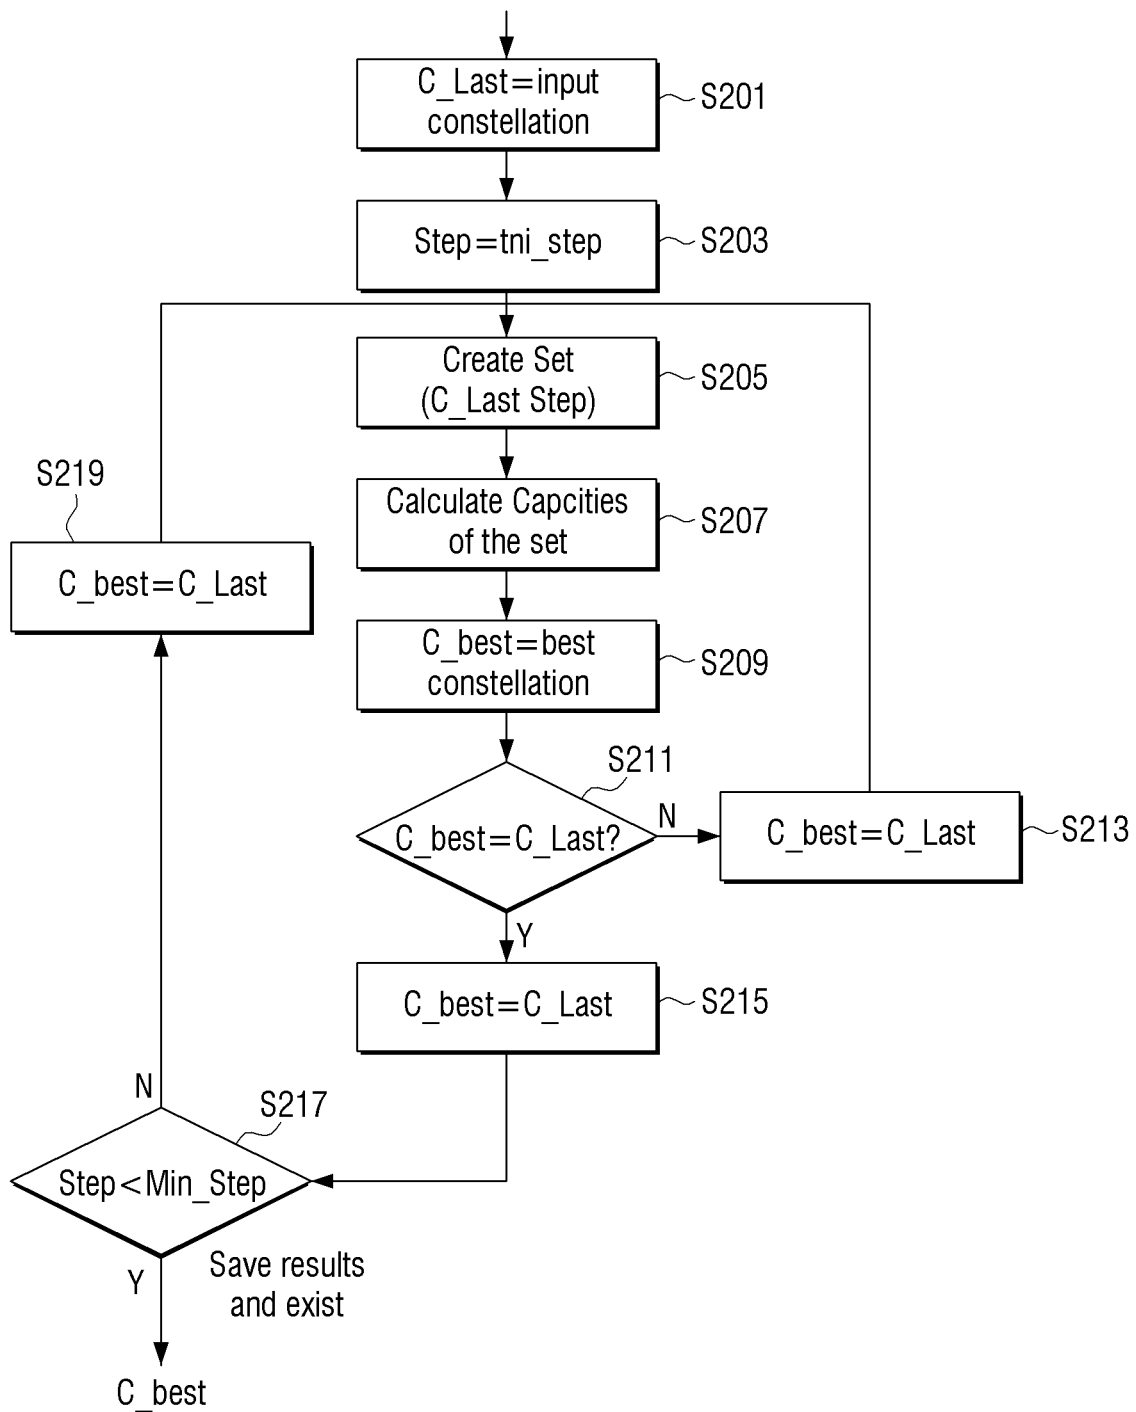 C_Last=input
constellation
S201
Step=tni_step
S203
Create Set
(C_Last Step)
S205
S219
Calculate Capcities
of the set
S207
C_best=C_Last
C_best=best
constellation
S209
S211
C_best=C_Last?
N
C_best=C_Last
S213
Y
C_best=C_Last
S215
N
S217
Step<Min_Step
Y
Save results
and exist
C_best